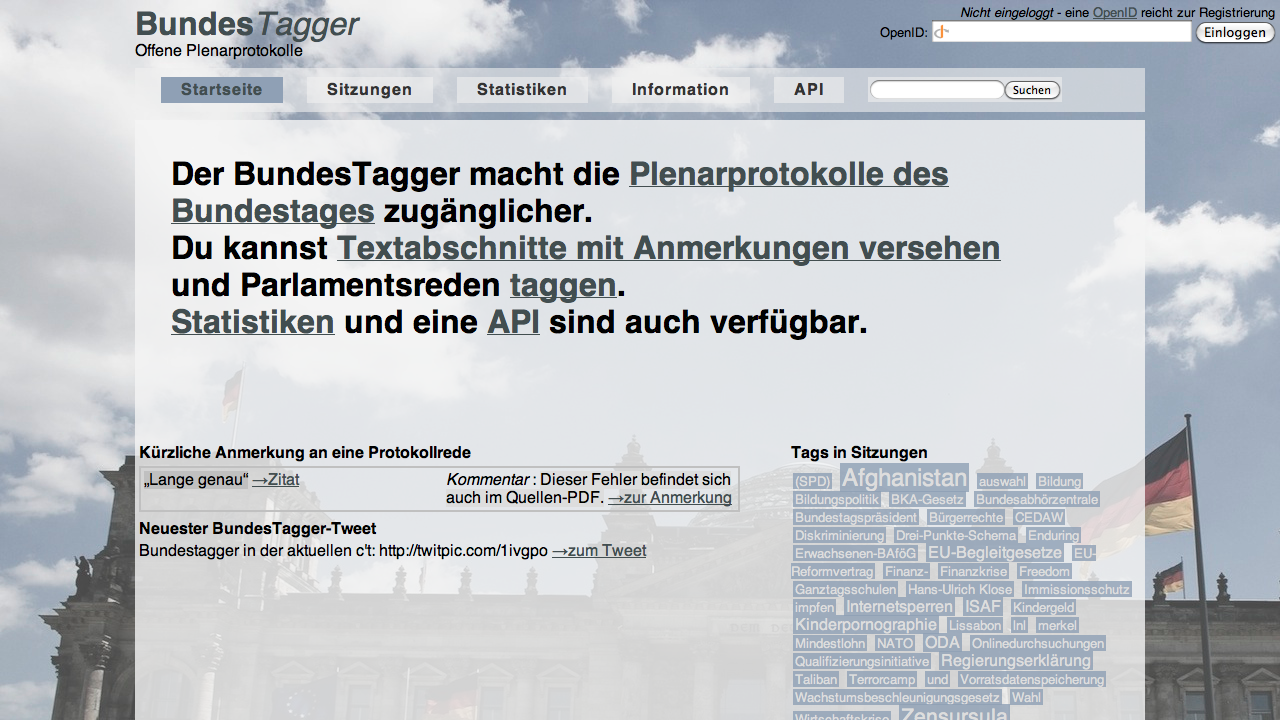 BundesTagger
Offene Plenarprotokolle
Nicht eingeloggt - eine OpenID reicht zur Registrierung
OpenID: Einloggen
Startseite Sitzungen Statistiken Information API Suchen
Der BundesTagger macht die Plenarprotokolle des
Bundestages zugänglicher.
Du kannst Textabschnitte mit Anmerkungen versehen
und Parlamentsreden taggen.
Statistiken und eine API sind auch verfügbar.
Kürzliche Anmerkung an eine Protokollrede
„Lange genau“ →Zitat
Kommentar : Dieser Fehler befindet sich
auch im Quellen-PDF. →zur Anmerkung
Neuester BundesTagger-Tweet
Bundestagger in der aktuellen c't: http://twitpic.com/1ivgpo →zum Tweet
Tags in Sitzungen
(SPD) Afghanistan auswahl Bildung
Bildungspolitik BKA-Gesetz Bundesabhörzentrale
Bundestagspräsident Bürgerrechte CEDAW
Diskriminierung Drei-Punkte-Schema Enduring
Erwachsenen-BAföG EU-Begleitgesetze EU-
Reformvertrag Finanz- Finanzkrise Freedom
Ganztagsschulen Hans-Ulrich Klose Immissionsschutz
impfen Internetsperren ISAF Kindergeld
Kinderpornographie Lissabon lnl merkel
Mindestlohn NATO ODA Onlinedurchsuchungen
Qualifizierungsinitiative Regierungserklärung
Taliban Terrorcamp und Vorratsdatenspeicherung
Wachstumsbeschleunigungsgesetz Wahl
Wirtschaftskrise Zensursula